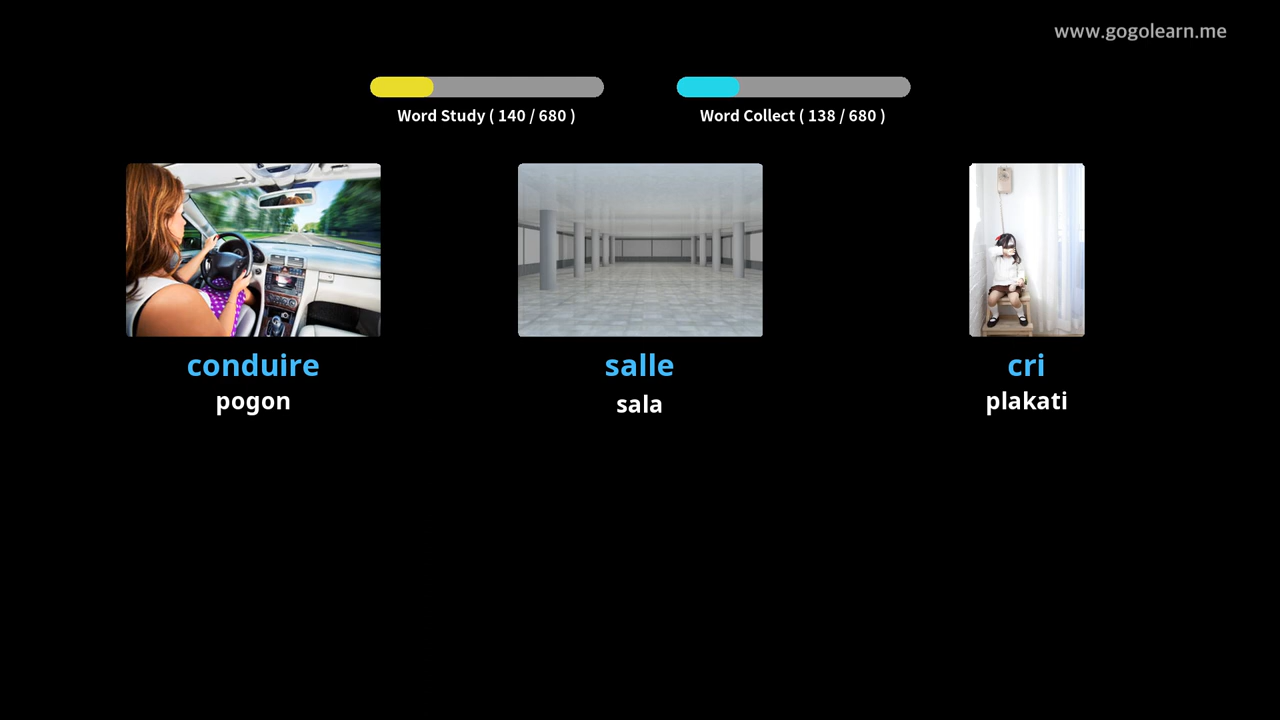 www.gogolearn.me
Word Study ( 140 / 680 )
Word Collect ( 138 / 680 )
conduire
pogon
salle
sala
cri
plakati